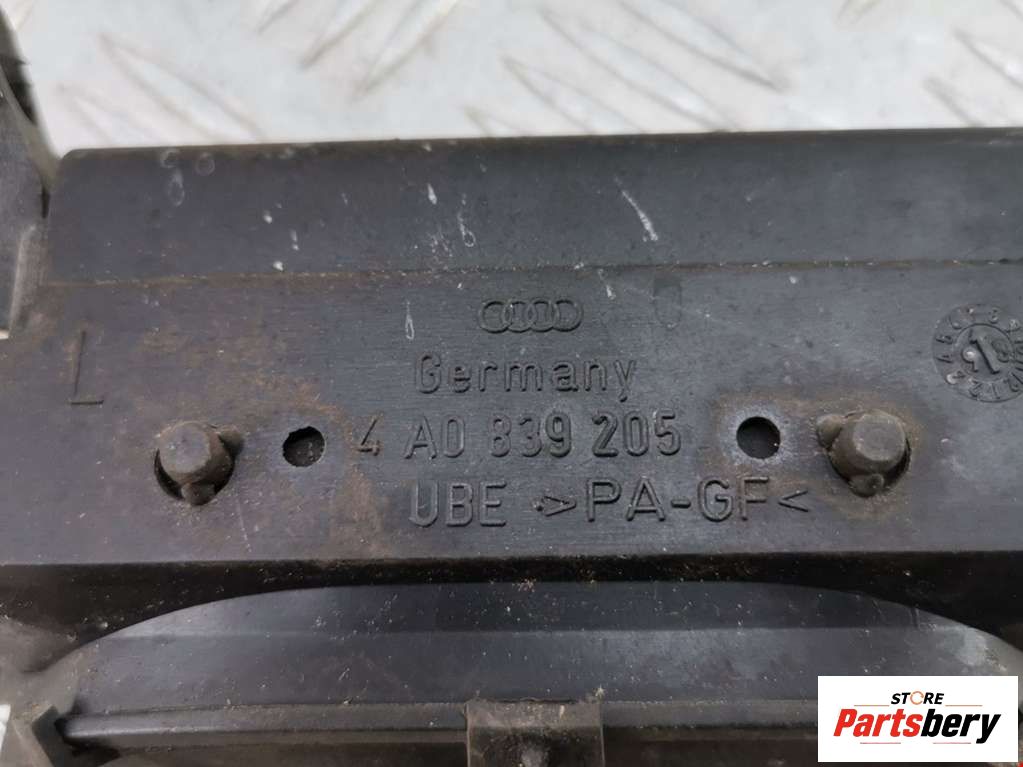 L
Germany
4 A0 839 205
UBE >PA-GF<
STORE
Partsbery